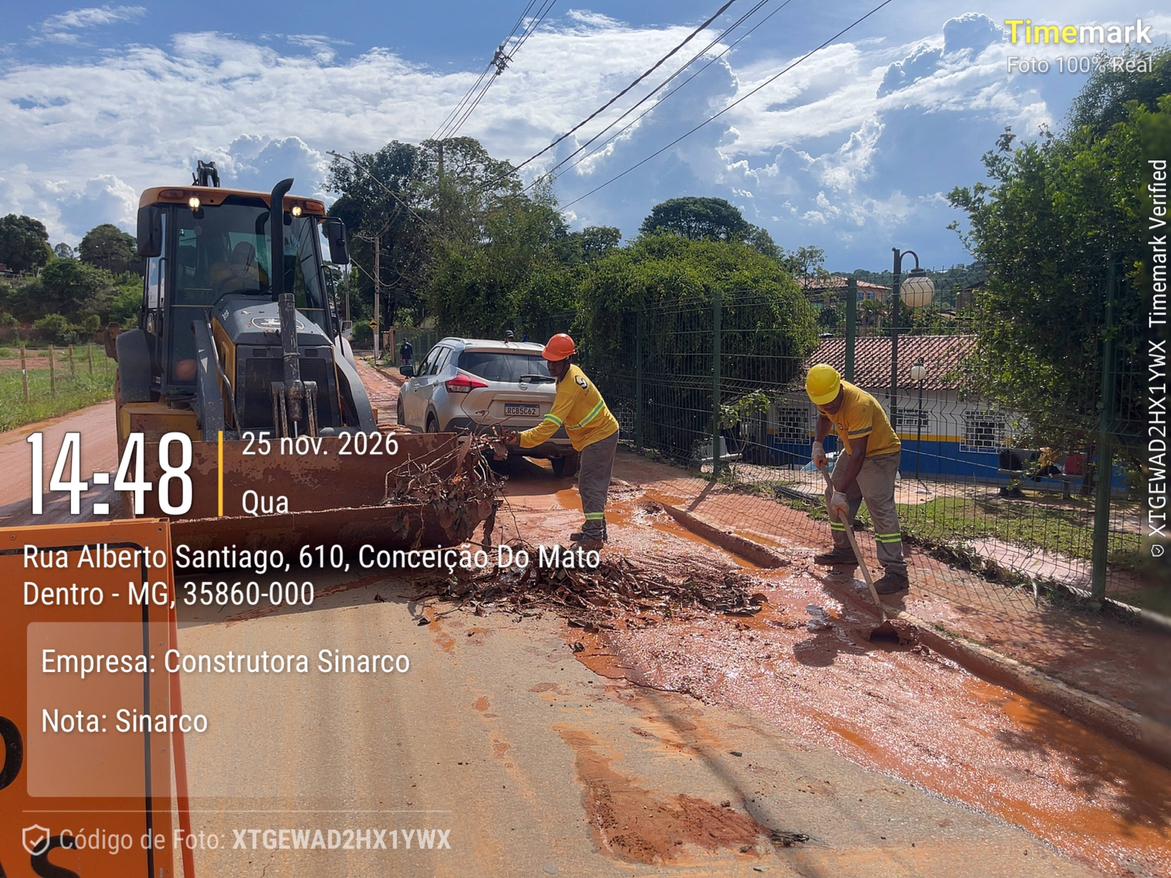 Timemark
Foto 100% Real
14:48
25 nov. 2026
Qua
Rua Alberto Santiago, 610, Conceição Do Mato
Dentro - MG, 35860-000
Empresa: Construtora Sinarco
Nota: Sinarco
Código de Foto: XTGEWAD2HX1YWX
XTGEWAD2HX1YWX Timemark Verified